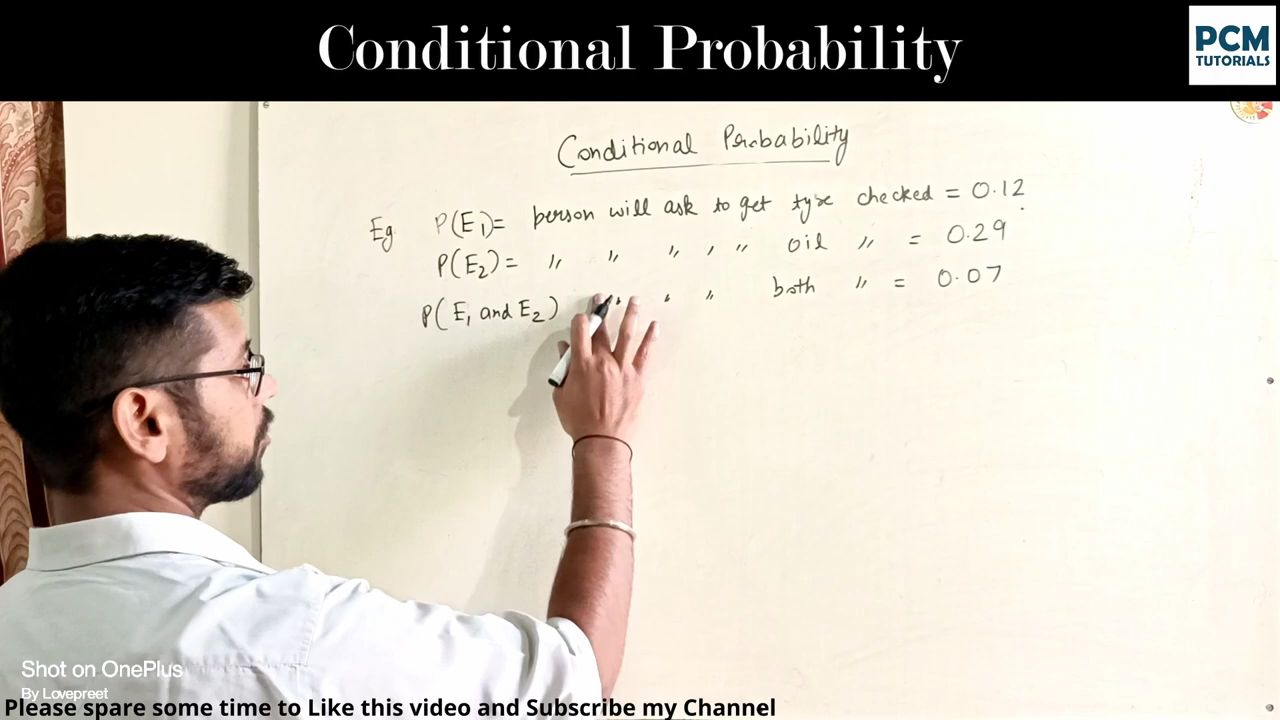 Conditional Probability
PCM
TUTORIALS
Conditional Probability
Eg P(E1)= person will ask to get tyre checked = 0.12
P(E2)= " " " , " oil " = 0.29
P(E1 and E2) " " " both " = 0.07
Shot on OnePlus
By Lovepreet
Please spare some time to Like this video and Subscribe my Channel